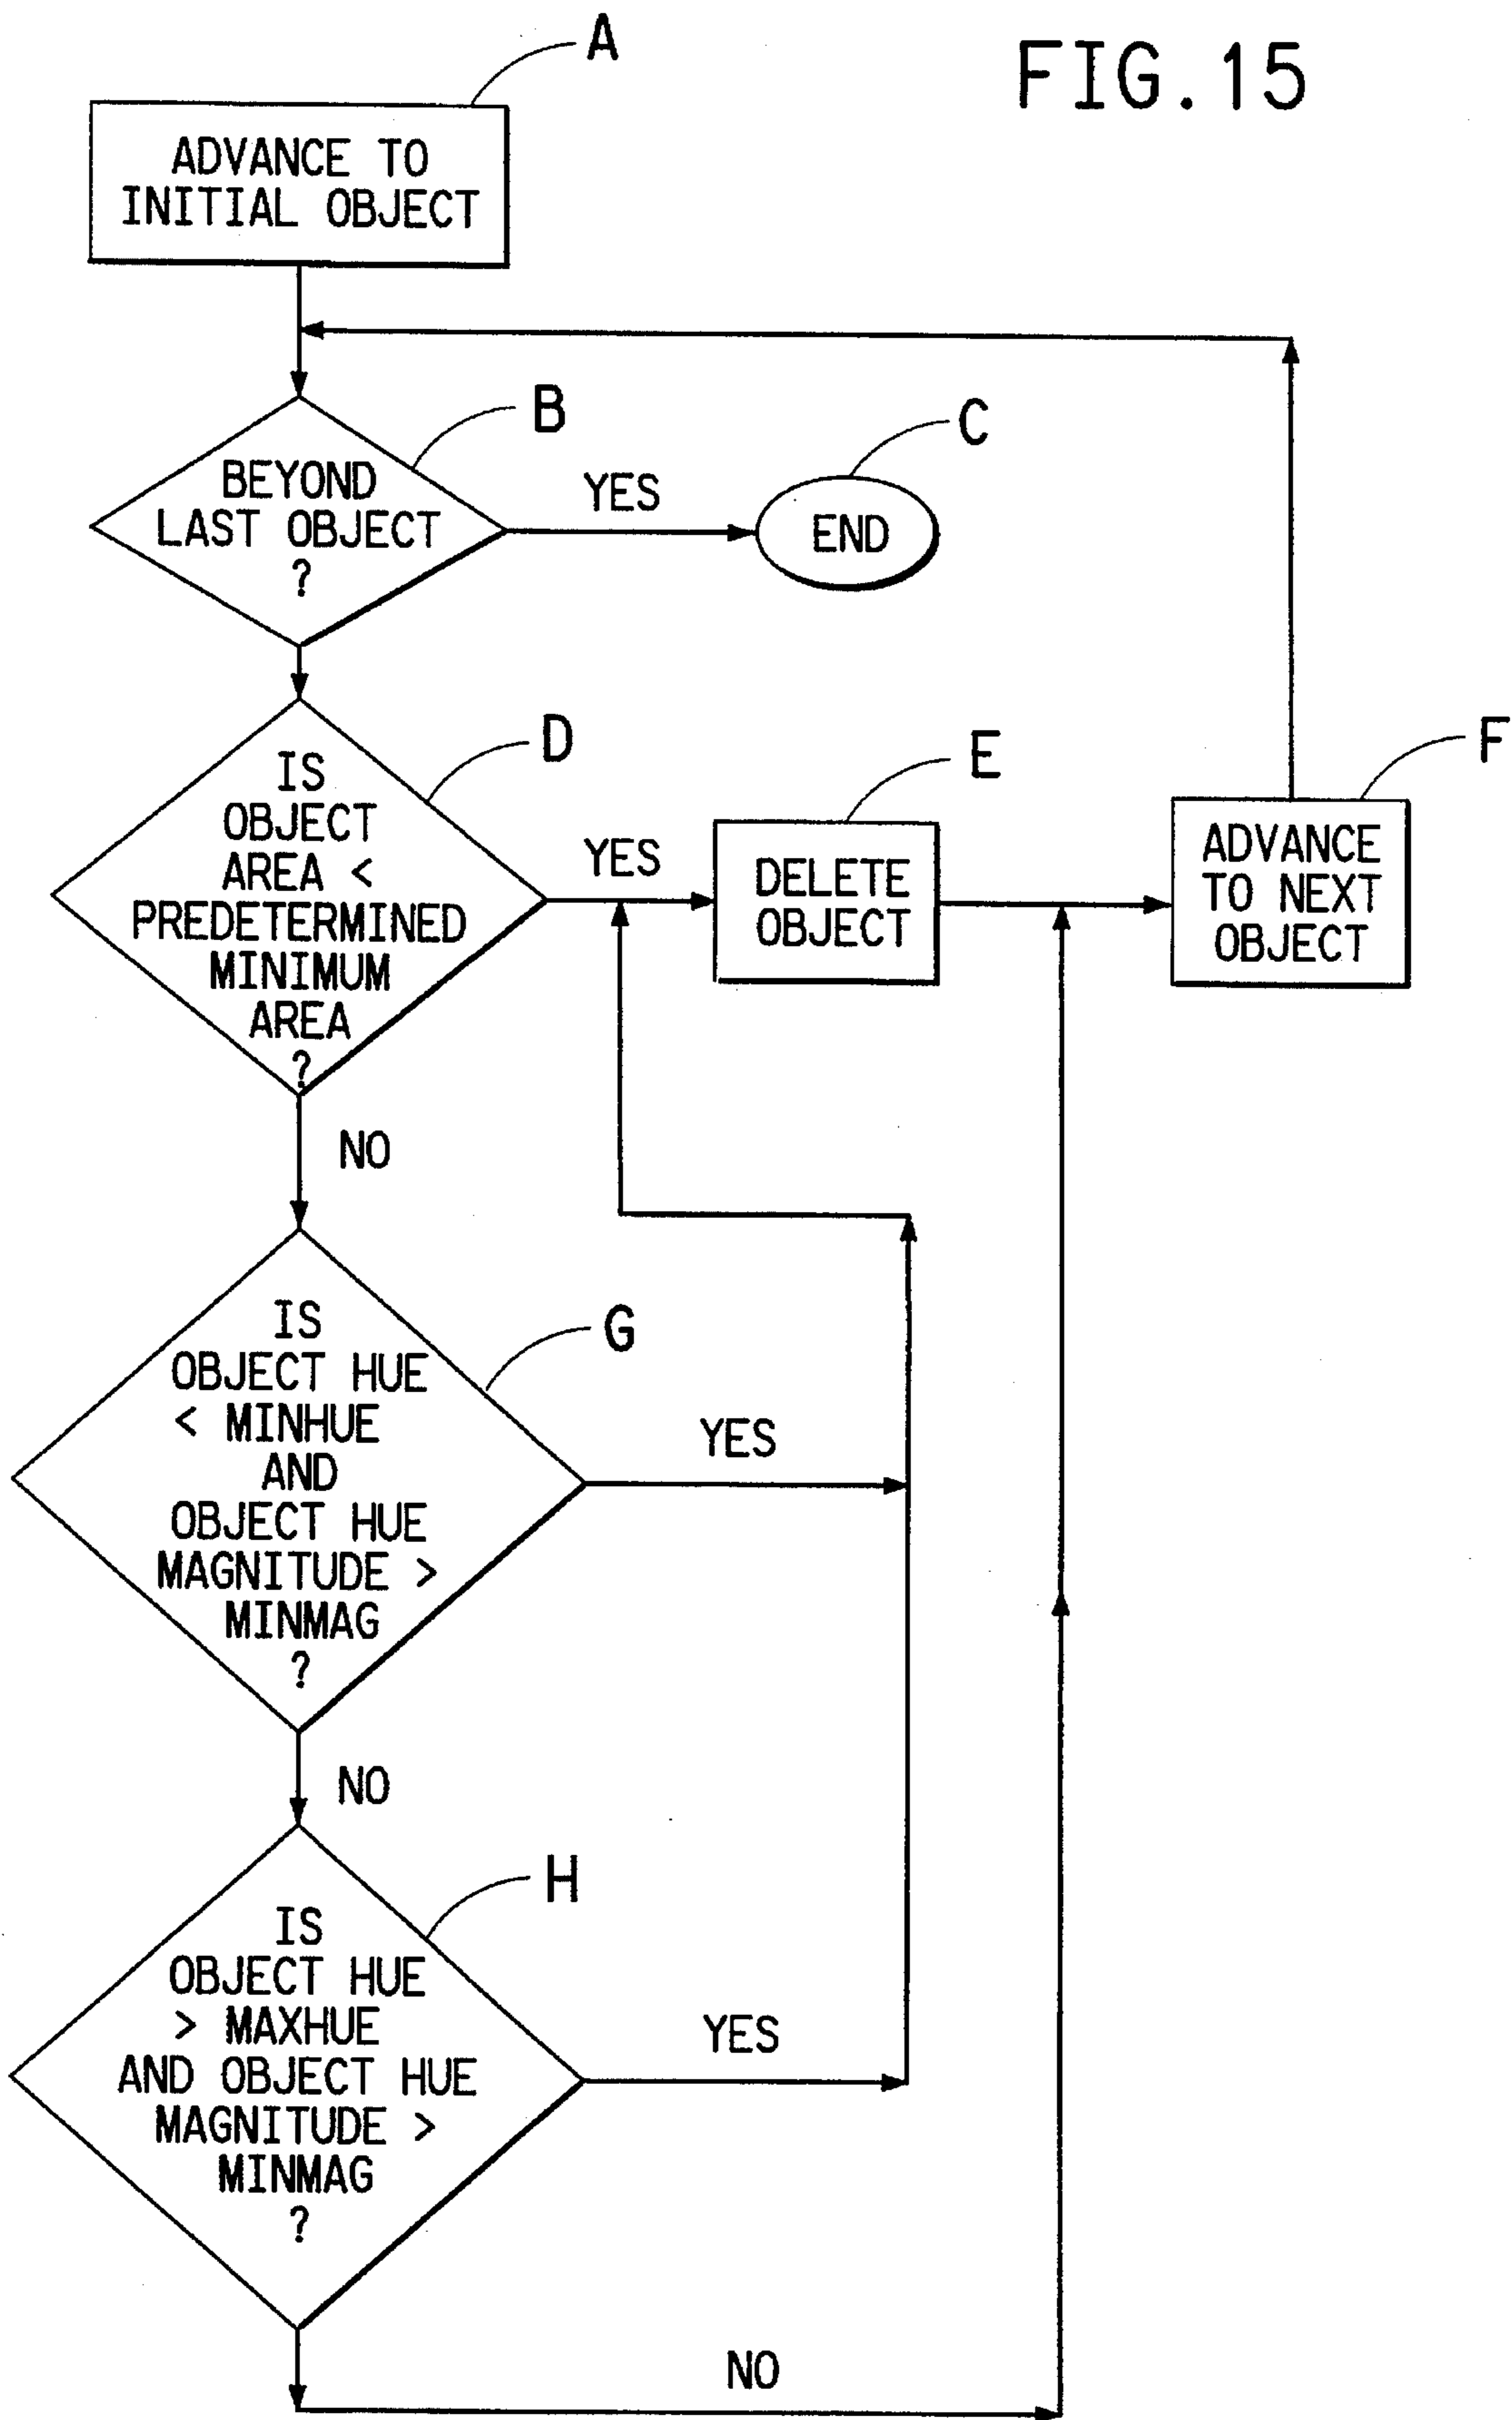 FIG. 15
A
ADVANCE TO
INITIAL OBJECT
B
BEYOND
LAST OBJECT
?
YES
C
END
D
IS
OBJECT
AREA <
PREDETERMINED
MINIMUM
AREA
?
YES
E
DELETE
OBJECT
F
ADVANCE
TO NEXT
OBJECT
NO
G
IS
OBJECT HUE
< MINHUE
AND
OBJECT HUE
MAGNITUDE >
MINMAG
?
YES
NO
H
IS
OBJECT HUE
> MAXHUE
AND OBJECT HUE
MAGNITUDE >
MINMAG
?
YES
NO